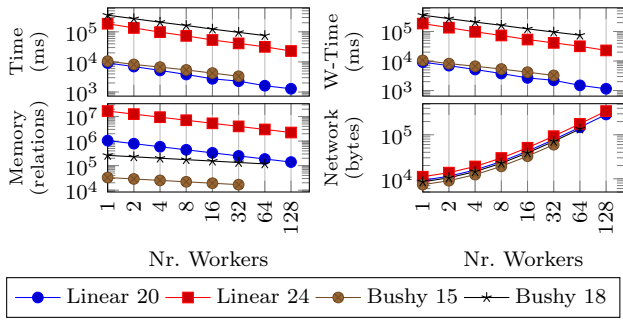 Time
(ms)
10^5
10^4
10^3
W-Time
(ms)
10^5
10^4
10^3
Memory
(relations)
10^7
10^6
10^5
10^4
Network
(bytes)
10^5
10^4
1 2 4 8 16 32 64 128
1 2 4 8 16 32 64 128
Nr. Workers
Nr. Workers
Linear 20 Linear 24 Bushy 15 Bushy 18